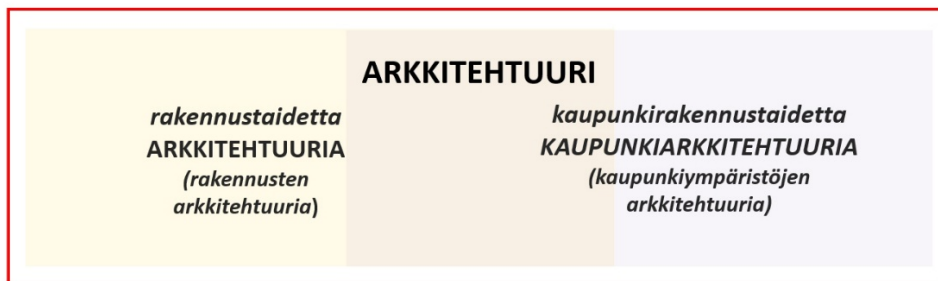 ARKKITEHTUURI
rakennustaidetta
ARKKITEHTUURIA
(rakennusten
arkkitehtuuria)
kaupunkirakennustaidetta
KAUPUNKIARKKITEHTUURIA
(kaupunkiympäristöjen
arkkitehtuuria)